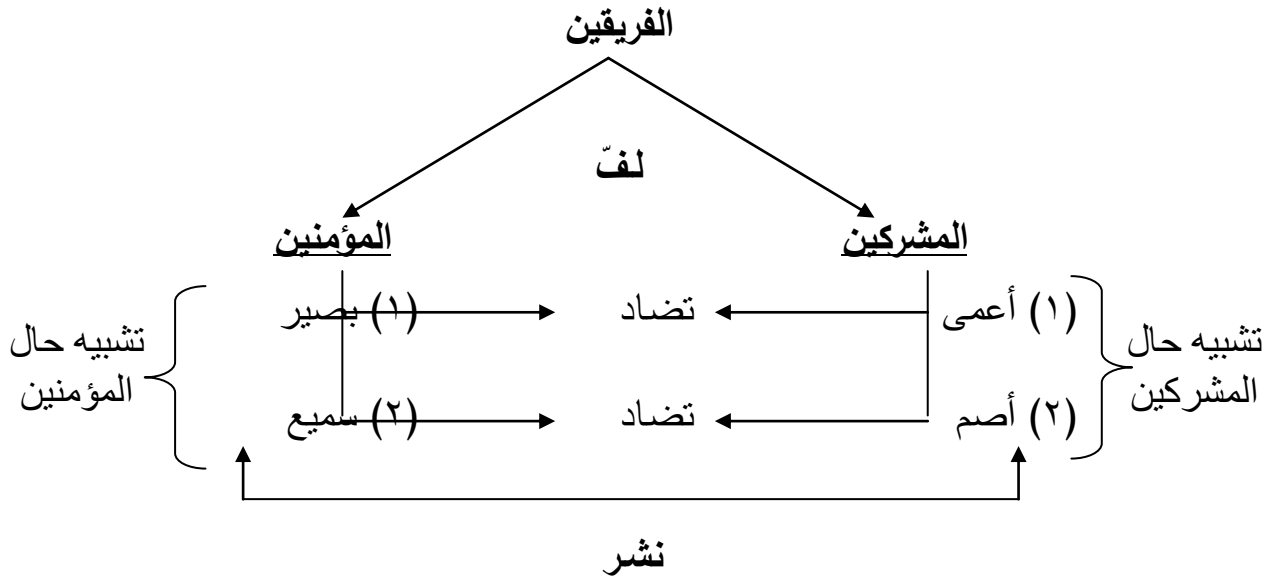 الفريقين
لفّ
المشركين
المؤمنين
تشبيه حال
المشركين
(١) أعمى
تضاد
(١) بصير
(٢) أصم
تضاد
(٢) سميع
تشبيه حال
المؤمنين
نشر